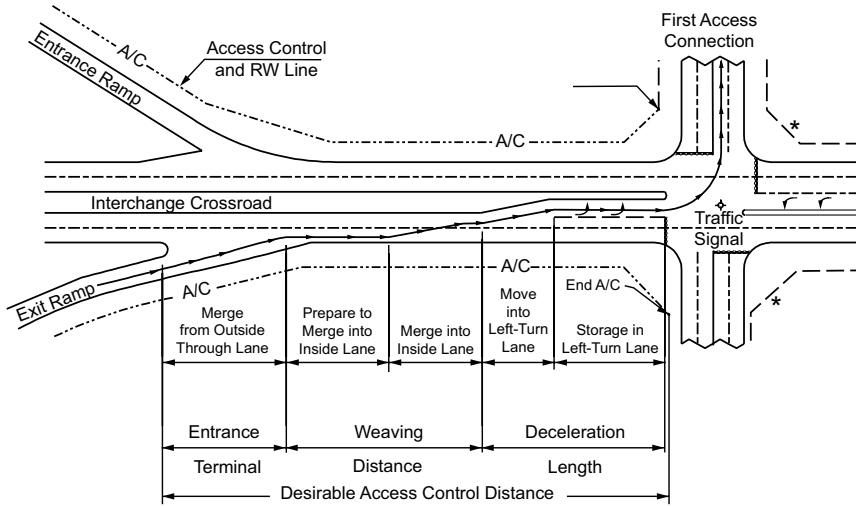 First Access
Connection
A/C
Access Control
and RW Line
Entrance Ramp
A/C
*
Interchange Crossroad
Traffic
Signal
Exit Ramp
A/C
A/C
End A/C
*
Merge
from Outside
Through Lane
Prepare to
Merge into
Inside Lane
Merge into
Inside Lane
Move
into
Left-Turn
Lane
Storage in
Left-Turn Lane
Entrance
Terminal
Weaving
Distance
Deceleration
Length
Desirable Access Control Distance